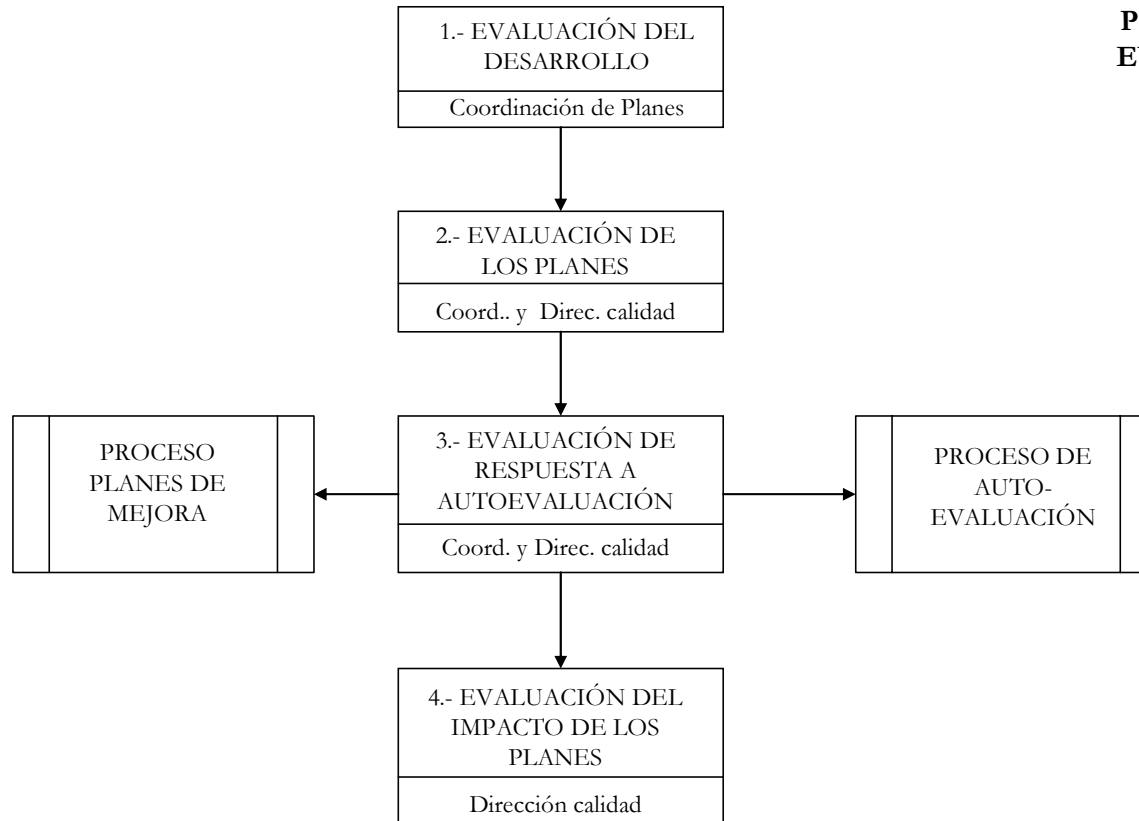 1.- EVALUACIÓN DEL
DESARROLLO
Coordinación de Planes
2.- EVALUACIÓN DE
LOS PLANES
Coord.. y Direc. calidad
PROCESO
PLANES DE
MEJORA
3.- EVALUACIÓN DE
RESPUESTA A
AUTOEVALUACIÓN
Coord. y Direc. calidad
PROCESO DE
AUTO-
EVALUACIÓN
4.- EVALUACIÓN DEL
IMPACTO DE LOS
PLANES
Dirección calidad